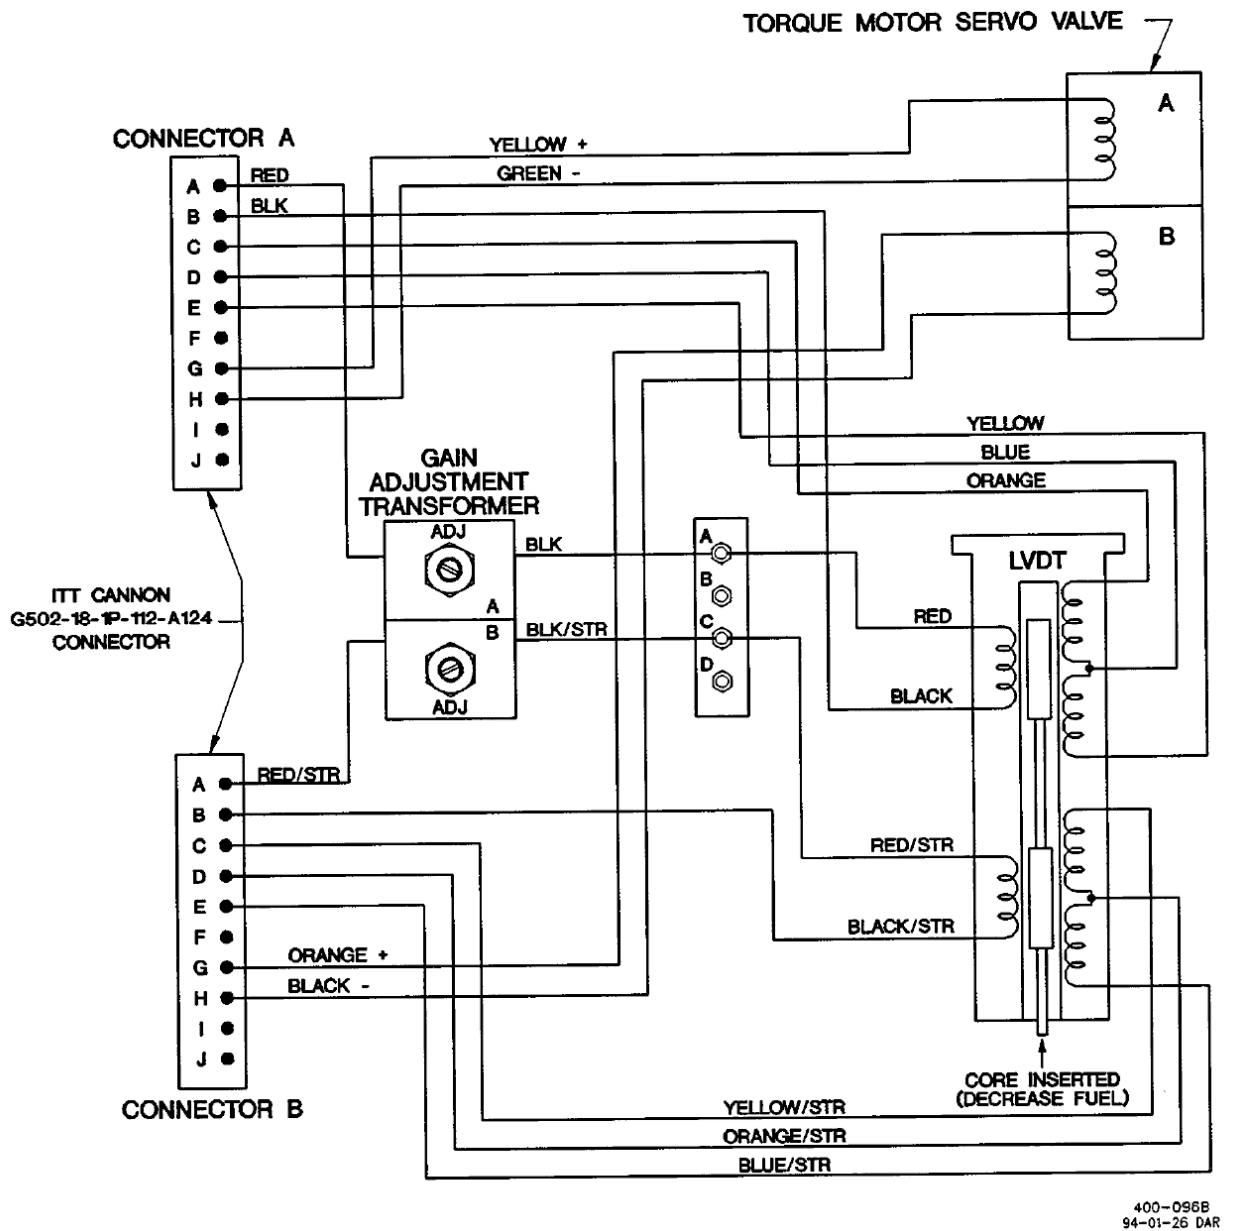 TORQUE MOTOR SERVO VALVE
A
B
CONNECTOR A
A
B
C
D
E
F
G
H
I
J
RED
BLK
YELLOW +
GREEN -
YELLOW
BLUE
ORANGE
GAIN
ADJUSTMENT
TRANSFORMER
ADJ
A
B
ADJ
BLK
BLK/STR
A
B
C
D
LVDT
RED
BLACK
RED/STR
BLACK/STR
ITT CANNON
G502-18-1P-112-A124
CONNECTOR
A
B
C
D
E
F
G
H
I
J
RED/STR
ORANGE +
BLACK -
CONNECTOR B
CORE INSERTED
(DECREASE FUEL)
YELLOW/STR
ORANGE/STR
BLUE/STR
400-096B
94-01-26 DAR